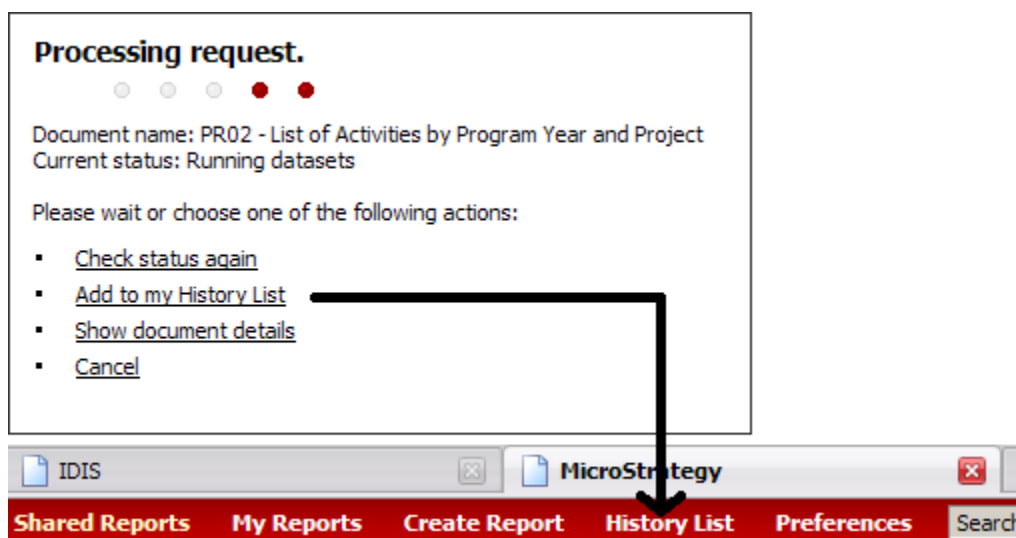 Processing request.
Document name: PR02 - List of Activities by Program Year and Project
Current status: Running datasets
Please wait or choose one of the following actions:
Check status again
Add to my History List
Show document details
Cancel
IDIS MicroStrategy
Shared Reports My Reports Create Report History List Preferences Search